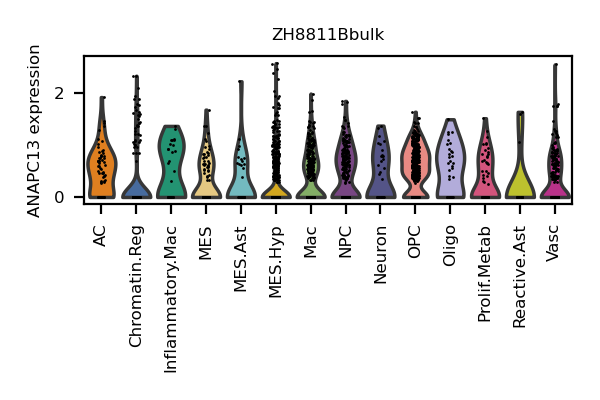 ZH8811Bbulk
ANAPC13 expression
2
0
AC
Chromatin.Reg
Inflammatory.Mac
MES
MES.Ast
MES.Hyp
Mac
NPC
Neuron
OPC
Oligo
Prolif.Metab
Reactive.Ast
Vasc